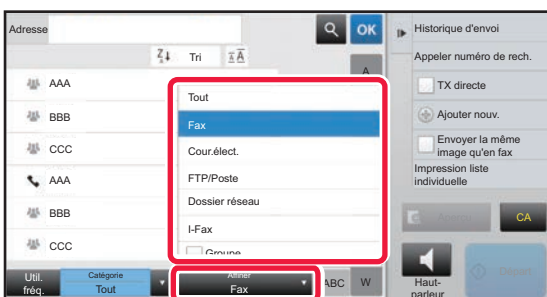 Adresse
OK
Tri
A
AAA
BBB
CCC
AAA
BBB
CCC
Tout
Fax
Cour.élect.
FTP/Poste
Dossier réseau
I-Fax
Groupe
Util.
fréq.
Catégorie
Tout
Affiner
Fax
ABC
W
Historique d'envoi
Appeler numéro de rech.
TX directe
Ajouter nouv.
Envoyer la même
image qu'en fax
Impression liste
individuelle
CA
Haut-
parleur
Départ